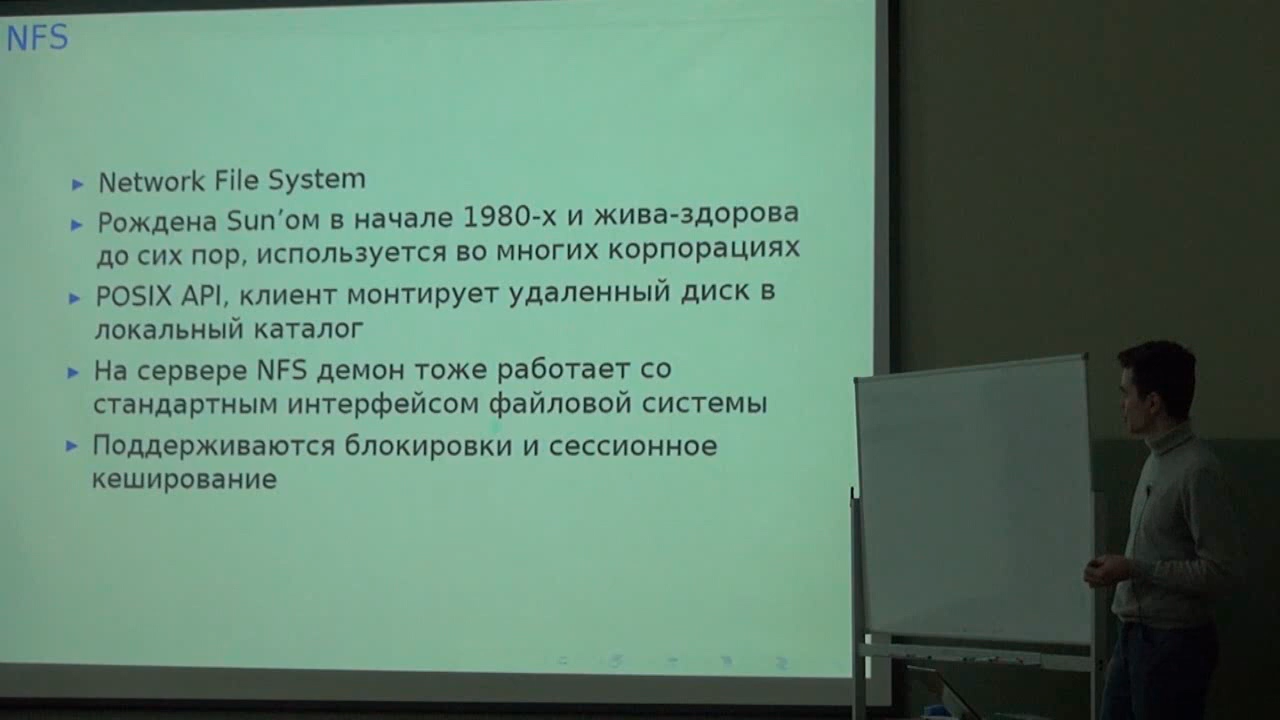 NFS
Network File System
Рождена Sun’ом в начале 1980-х и жива-здорова
до сих пор, используется во многих корпорациях
POSIX API, клиент монтирует удаленный диск в
локальный каталог
На сервере NFS демон тоже работает со
стандартным интерфейсом файловой системы
Поддерживаются блокировки и сессионное
кеширование